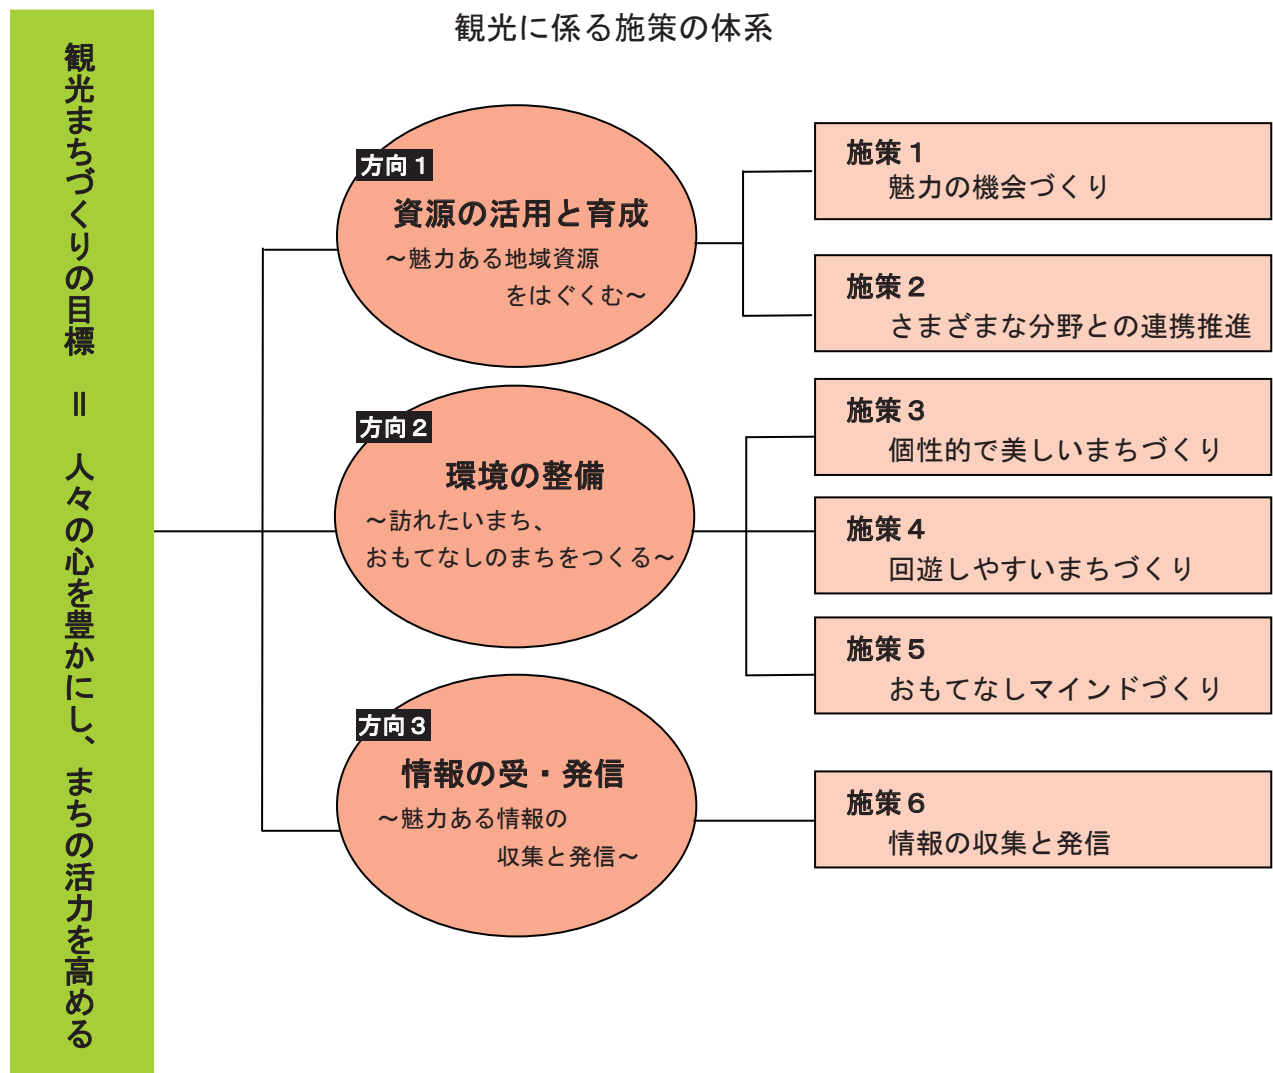 観光に係る施策の体系
観光まちづくりの目標 ＝ 人々の心を豊かにし、まちの活力を高める
方向１
資源の活用と育成
～魅力ある地域資源
をはぐくむ～
施策１
魅力の機会づくり
施策２
さまざまな分野との連携推進
方向２
環境の整備
～訪れたいまち、
おもてなしのまちをつくる～
施策３
個性的で美しいまちづくり
施策４
回遊しやすいまちづくり
施策５
おもてなしマインドづくり
方向３
情報の受・発信
～魅力ある情報の
収集と発信～
施策６
情報の収集と発信